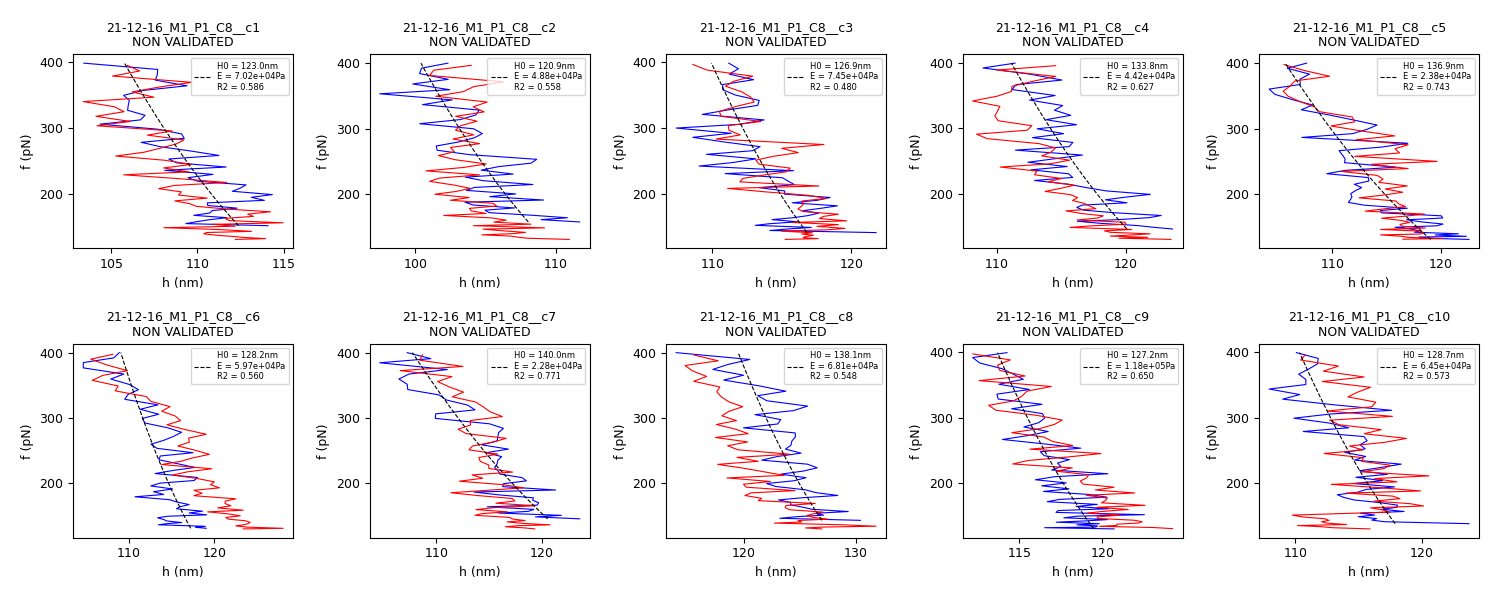 21-12-16_M1_P1_C8__c1
NON VALIDATED
H0 = 123.0nm
E = 7.02e+04Pa
R2 = 0.586
400
300
200
f (pN)
105 110 115
h (nm)
21-12-16_M1_P1_C8__c2
NON VALIDATED
H0 = 120.9nm
E = 4.88e+04Pa
R2 = 0.558
400
300
200
f (pN)
100 110
h (nm)
21-12-16_M1_P1_C8__c3
NON VALIDATED
H0 = 126.9nm
E = 7.45e+04Pa
R2 = 0.480
400
300
200
f (pN)
110 120
h (nm)
21-12-16_M1_P1_C8__c4
NON VALIDATED
H0 = 133.8nm
E = 4.42e+04Pa
R2 = 0.627
400
300
200
f (pN)
110 120
h (nm)
21-12-16_M1_P1_C8__c5
NON VALIDATED
H0 = 136.9nm
E = 2.38e+04Pa
R2 = 0.743
400
300
200
f (pN)
110 120
h (nm)
21-12-16_M1_P1_C8__c6
NON VALIDATED
H0 = 128.2nm
E = 5.97e+04Pa
R2 = 0.560
400
300
200
f (pN)
110 120
h (nm)
21-12-16_M1_P1_C8__c7
NON VALIDATED
H0 = 140.0nm
E = 2.28e+04Pa
R2 = 0.771
400
300
200
f (pN)
110 120
h (nm)
21-12-16_M1_P1_C8__c8
NON VALIDATED
H0 = 138.1nm
E = 6.81e+04Pa
R2 = 0.548
400
300
200
f (pN)
120 130
h (nm)
21-12-16_M1_P1_C8__c9
NON VALIDATED
H0 = 127.2nm
E = 1.18e+05Pa
R2 = 0.650
400
300
200
f (pN)
115 120
h (nm)
21-12-16_M1_P1_C8__c10
NON VALIDATED
H0 = 128.7nm
E = 6.45e+04Pa
R2 = 0.573
400
300
200
f (pN)
110 120
h (nm)